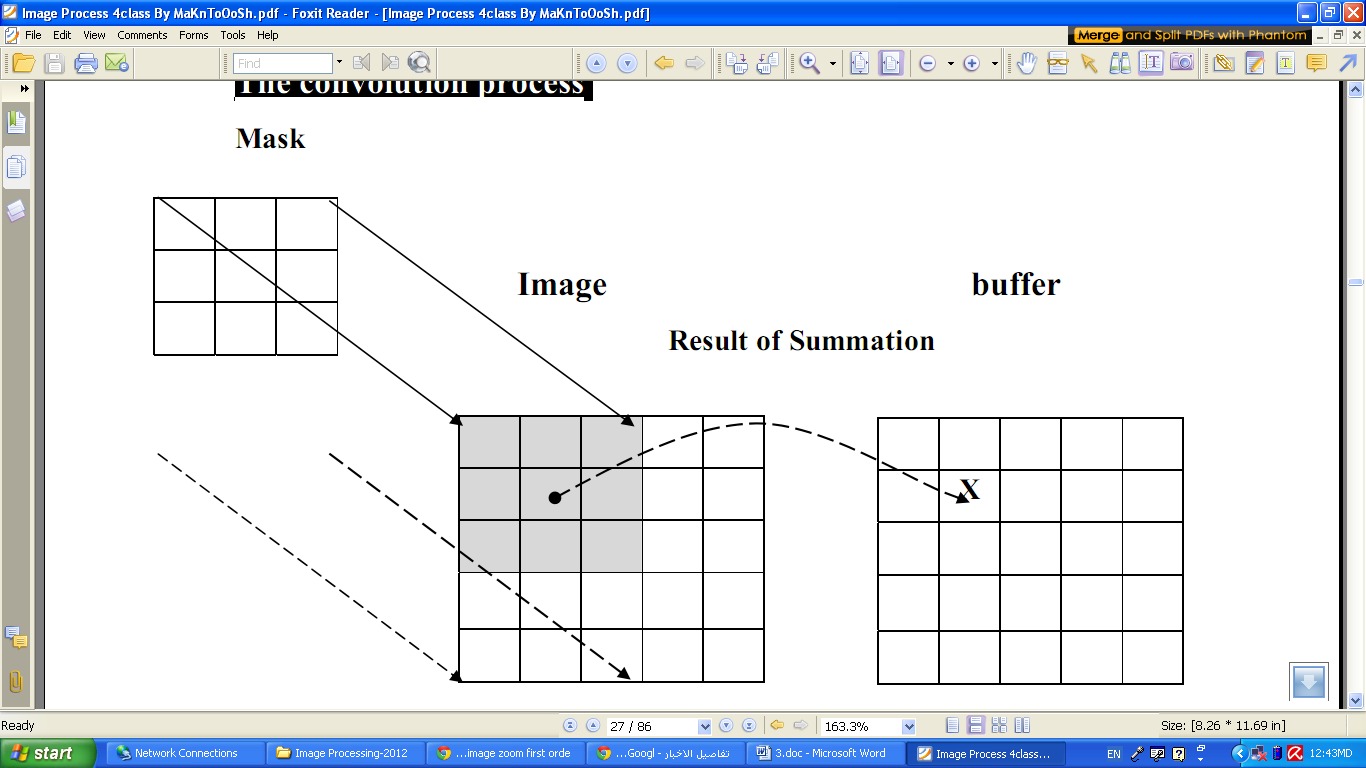 Image Process 4class By MaKnToOoSh.pdf - Foxit Reader - [Image Process 4class By MaKnToOoSh.pdf]
File Edit View Comments Forms Tools Help
Merge and Split PDFs with Phantom
Find
The convolution process
Mask
Image
buffer
Result of Summation
X
Ready
27 / 86
163.3%
Size: [8.26 * 11.69 in]
start
Network Connections
Image Processing-2012
...image zoom first orde
...Googl - تفاصيل الاخبار
3.doc - Microsoft Word
Image Process 4class...
EN
12:43MD